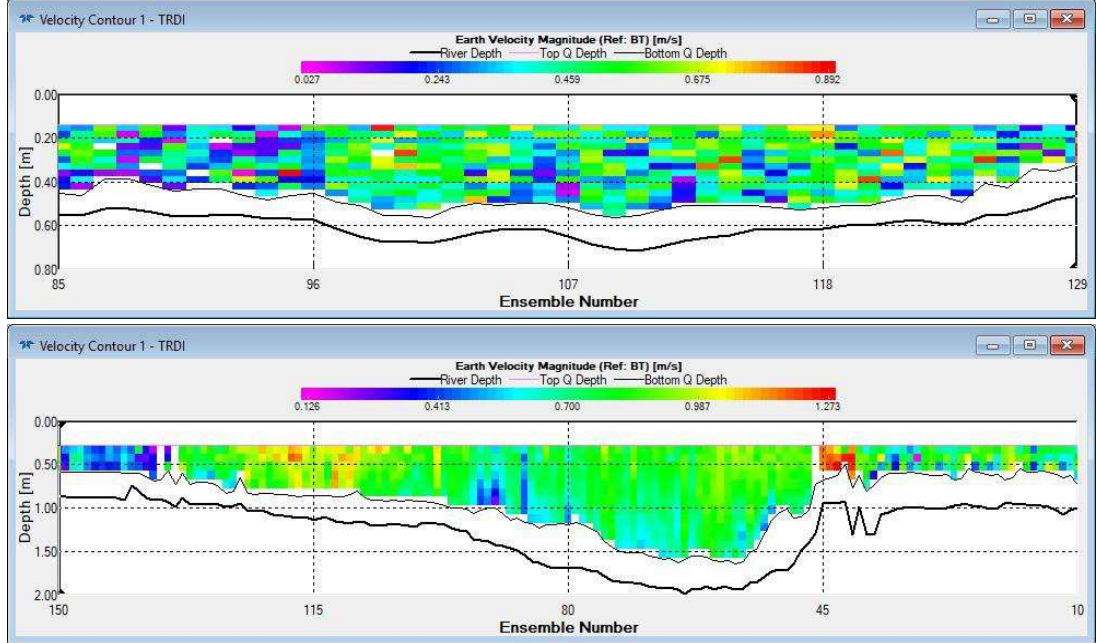 Velocity Contour 1 - TRDI
Earth Velocity Magnitude (Ref: BT) [m/s]
River Depth Top Q Depth Bottom Q Depth
0.027 0.243 0.459 0.675 0.892
0.00
0.20
0.40
0.60
0.80
Depth [m]
85 96 107 118 129
Ensemble Number
Velocity Contour 1 - TRDI
Earth Velocity Magnitude (Ref: BT) [m/s]
River Depth Top Q Depth Bottom Q Depth
0.126 0.413 0.700 0.987 1.273
0.00
0.50
1.00
1.50
2.00
Depth [m]
150 115 80 45 10
Ensemble Number